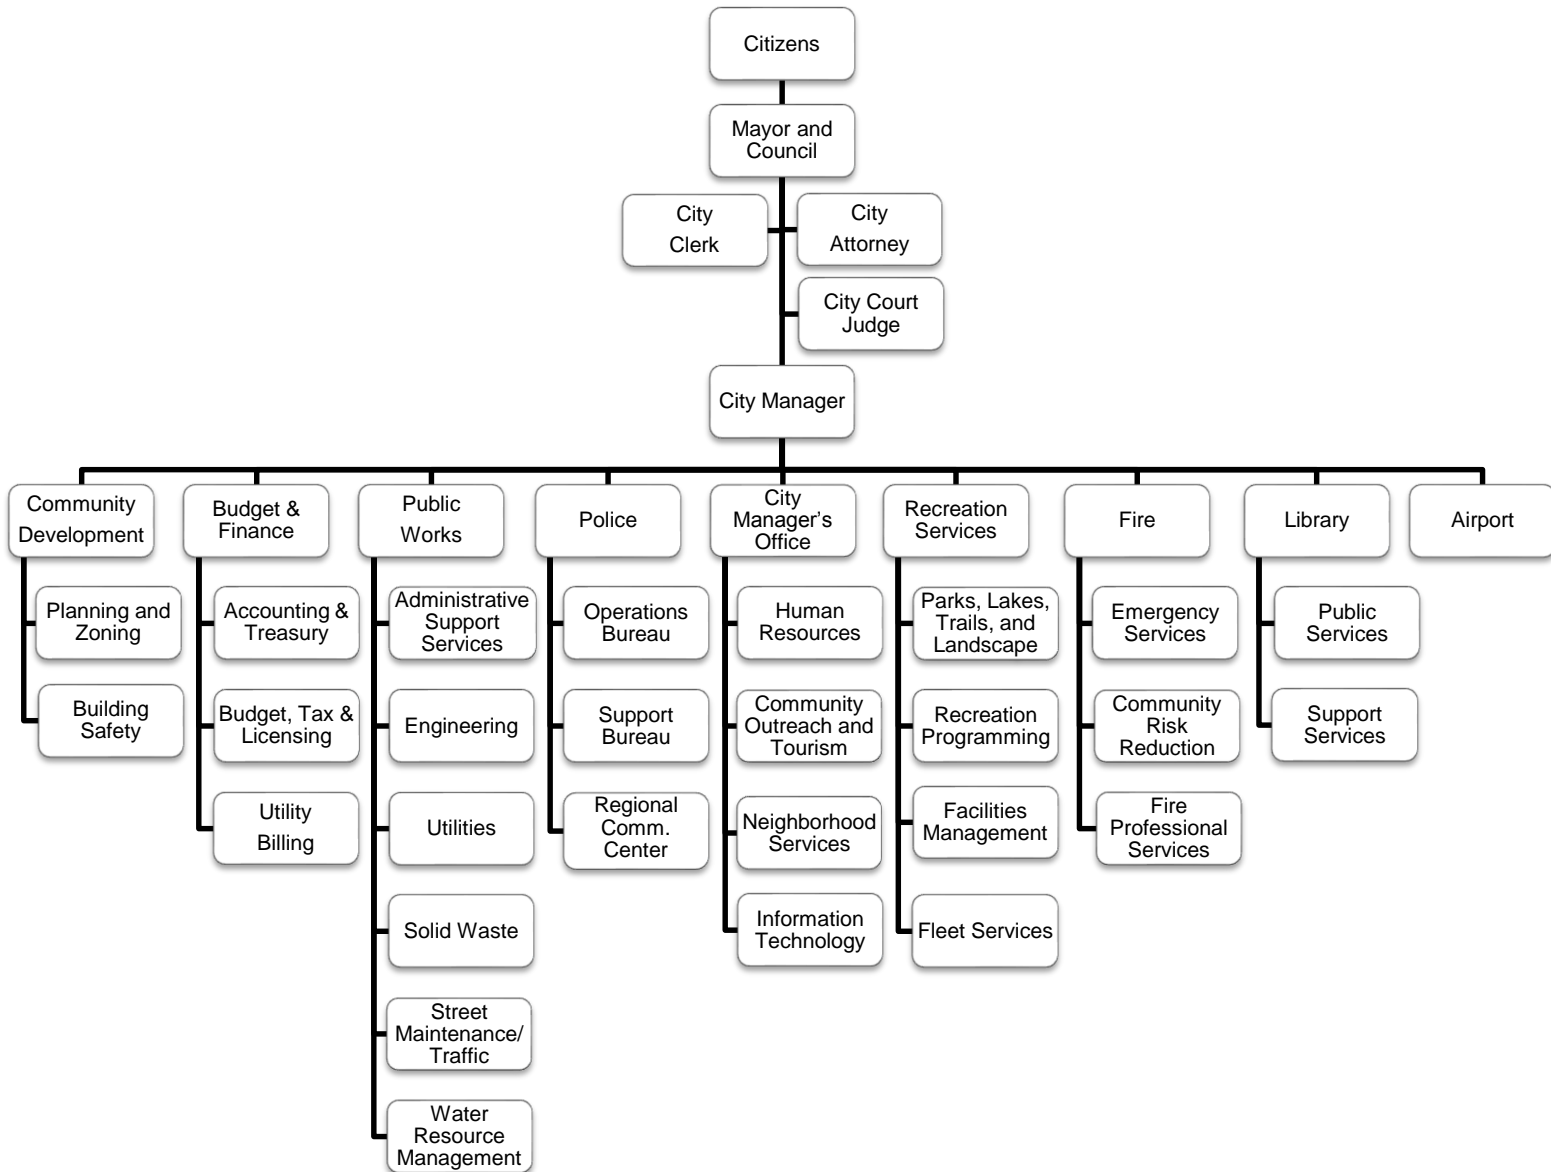 Citizens
Mayor and
Council
City
Clerk
City
Attorney
City Court
Judge
City Manager
Community
Development
Budget &
Finance
Public
Works
Police
City
Manager’s
Office
Recreation
Services
Fire
Library
Airport
Planning and
Zoning
Building
Safety
Accounting &
Treasury
Budget, Tax &
Licensing
Utility
Billing
Administrative
Support
Services
Engineering
Utilities
Solid Waste
Street
Maintenance/
Traffic
Water
Resource
Management
Operations
Bureau
Support
Bureau
Regional
Comm.
Center
Human
Resources
Community
Outreach and
Tourism
Neighborhood
Services
Information
Technology
Parks, Lakes,
Trails, and
Landscape
Recreation
Programming
Facilities
Management
Fleet Services
Emergency
Services
Community
Risk
Reduction
Fire
Professional
Services
Public
Services
Support
Services